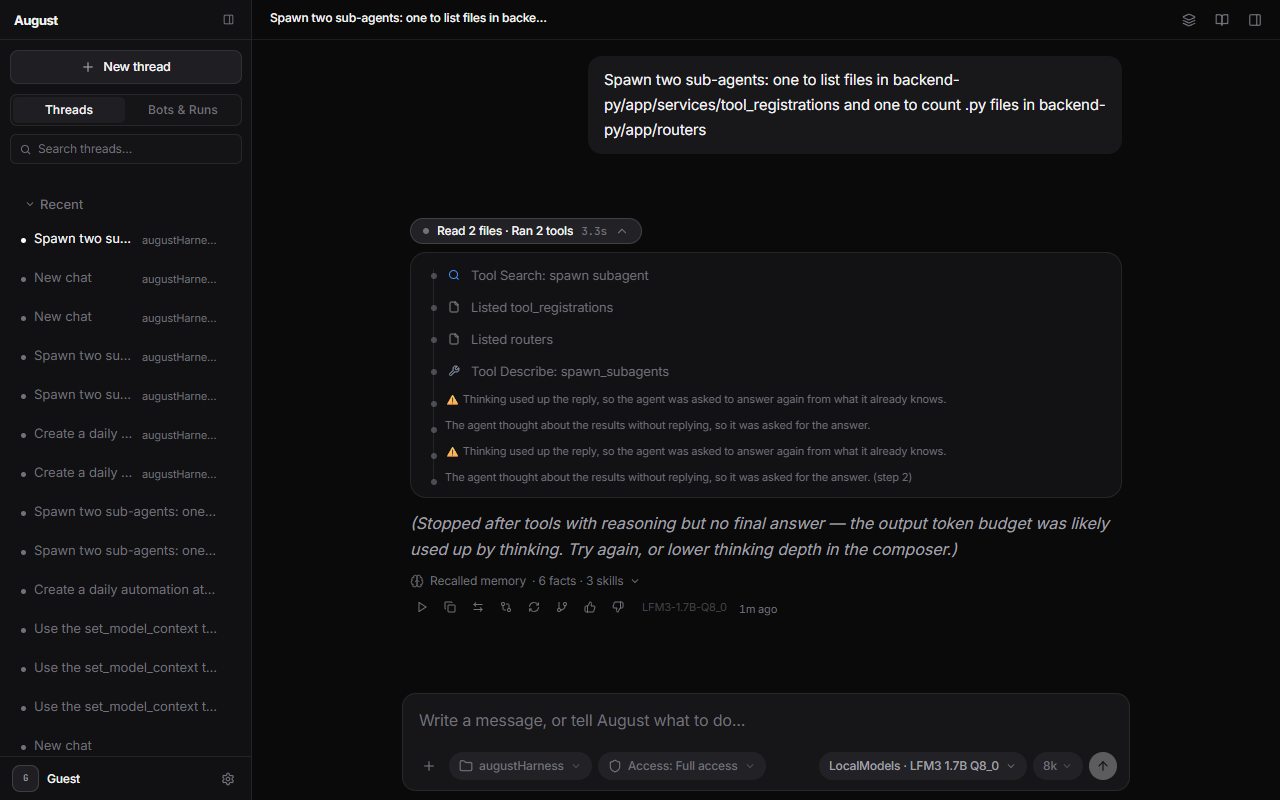 August
Spawn two sub-agents: one to list files in backe...
New thread
Threads
Bots & Runs
Search threads...
Recent
Spawn two su... augustHarne...
New chat augustHarne...
New chat augustHarne...
Spawn two su... augustHarne...
Spawn two su... augustHarne...
Create a daily ... augustHarne...
Create a daily ... augustHarne...
Spawn two sub-agents: one...
Spawn two sub-agents: one...
Create a daily automation at...
Use the set_model_context t...
Use the set_model_context t...
Use the set_model_context t...
New chat
G Guest
Spawn two sub-agents: one to list files in backend-
py/app/services/tool_registrations and one to count .py files in backend-
py/app/routers
Read 2 files · Ran 2 tools 3.3s
Tool Search: spawn subagent
Listed tool_registrations
Listed routers
Tool Describe: spawn_subagents
⚠️ Thinking used up the reply, so the agent was asked to answer again from what it already knows.
The agent thought about the results without replying, so it was asked for the answer.
⚠️ Thinking used up the reply, so the agent was asked to answer again from what it already knows.
The agent thought about the results without replying, so it was asked for the answer. (step 2)
(Stopped after tools with reasoning but no final answer — the output token budget was likely
used up by thinking. Try again, or lower thinking depth in the composer.)
Recalled memory · 6 facts · 3 skills
LFM3-1.7B-Q8_0 1m ago
Write a message, or tell August what to do...
augustHarness
Access: Full access
LocalModels · LFM3 1.7B Q8_0
8k